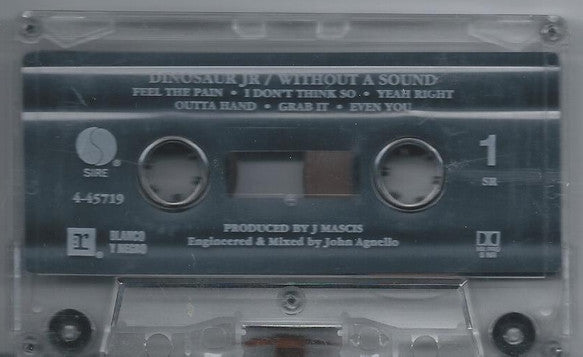 DINOSAUR JR / WITHOUT A SOUND
FEEL THE PAIN • I DON'T THINK SO • YEAH RIGHT
OUTTA HAND • GRAB IT • EVEN YOU
SIRE ®
1
SR
4-45719
PRODUCED BY J MASCIS
Engineered & Mixed by John Agnello
r ®
BLANCO
Y NEGRO